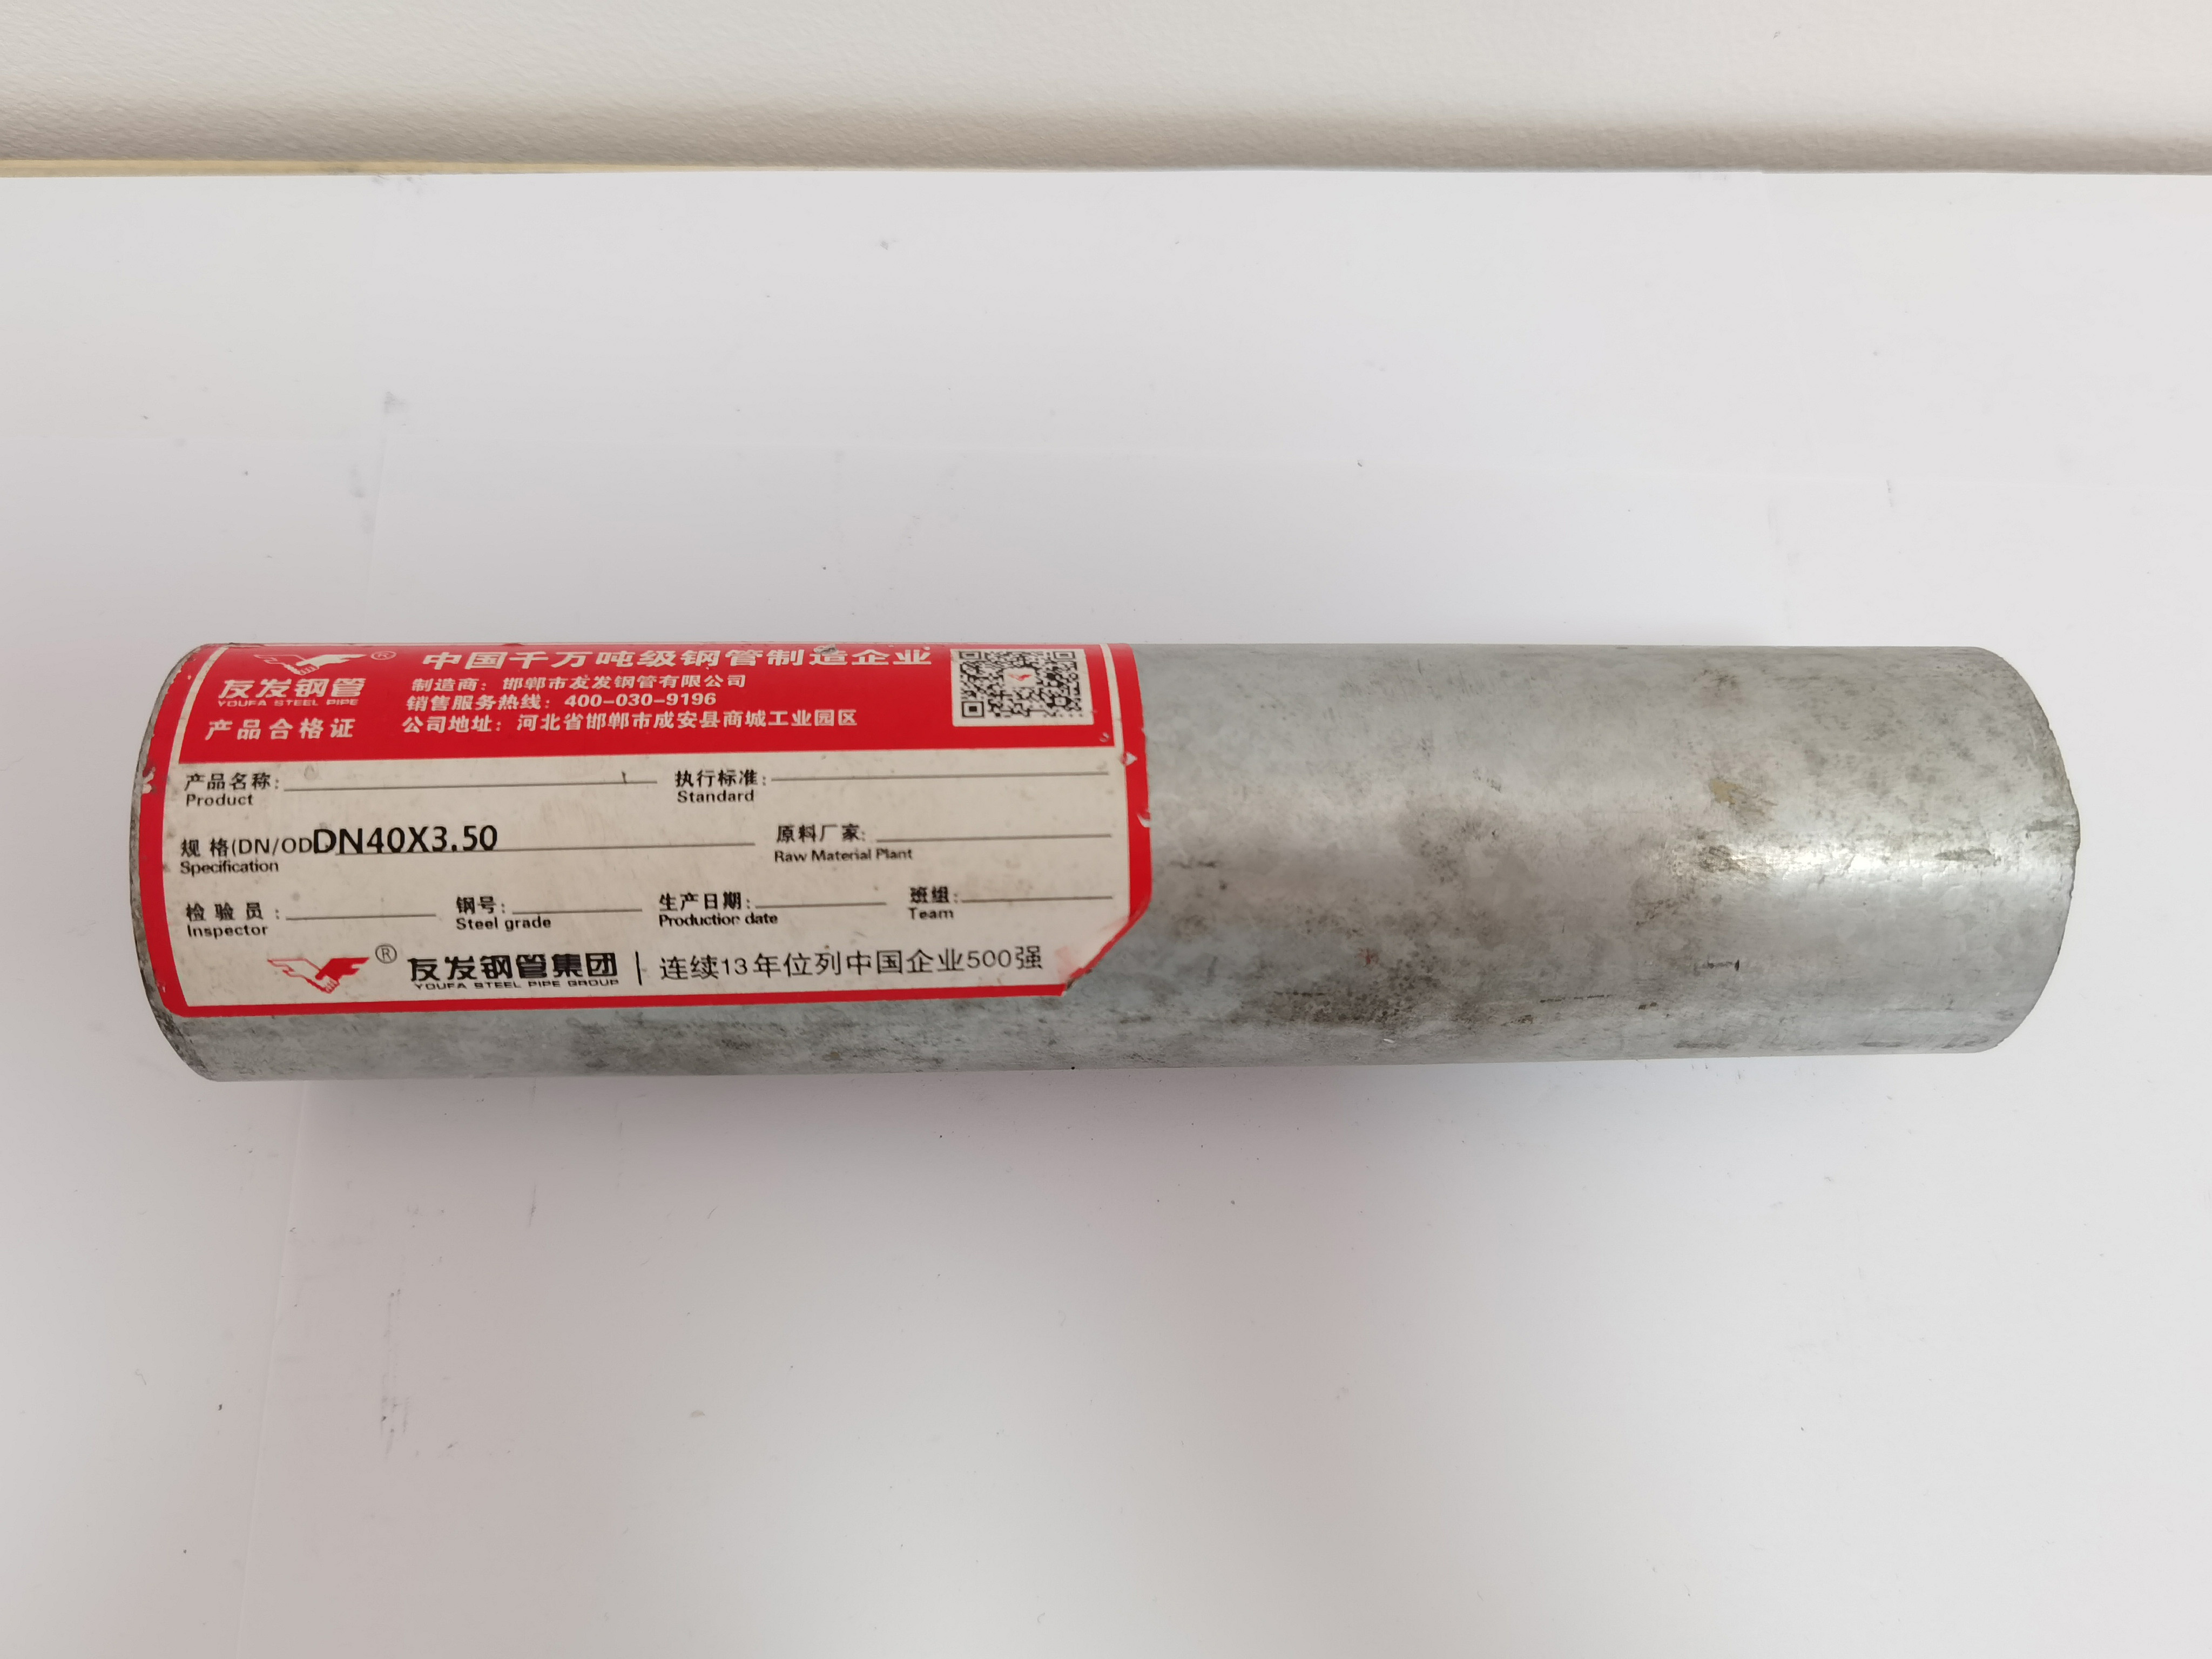 中国千万吨级钢管制造企业
®
友发钢管
YOUFA STEEL PIPE
产品合格证
制造商：邯郸市友发钢管有限公司
销售服务热线：400-030-9196
公司地址：河北省邯郸市成安县商城工业园区
产品名称: 执行标准:
Product Standard
规 格(DN/OD DN40X3.50 原料厂家:
Specification Raw Material Plant
检 验 员 : 钢号: 生产日期: 班组:
Inspector Steel grade Production date Team
® 友发钢管集团 | 连续13年位列中国企业500强
YOUFA STEEL PIPE GROUP